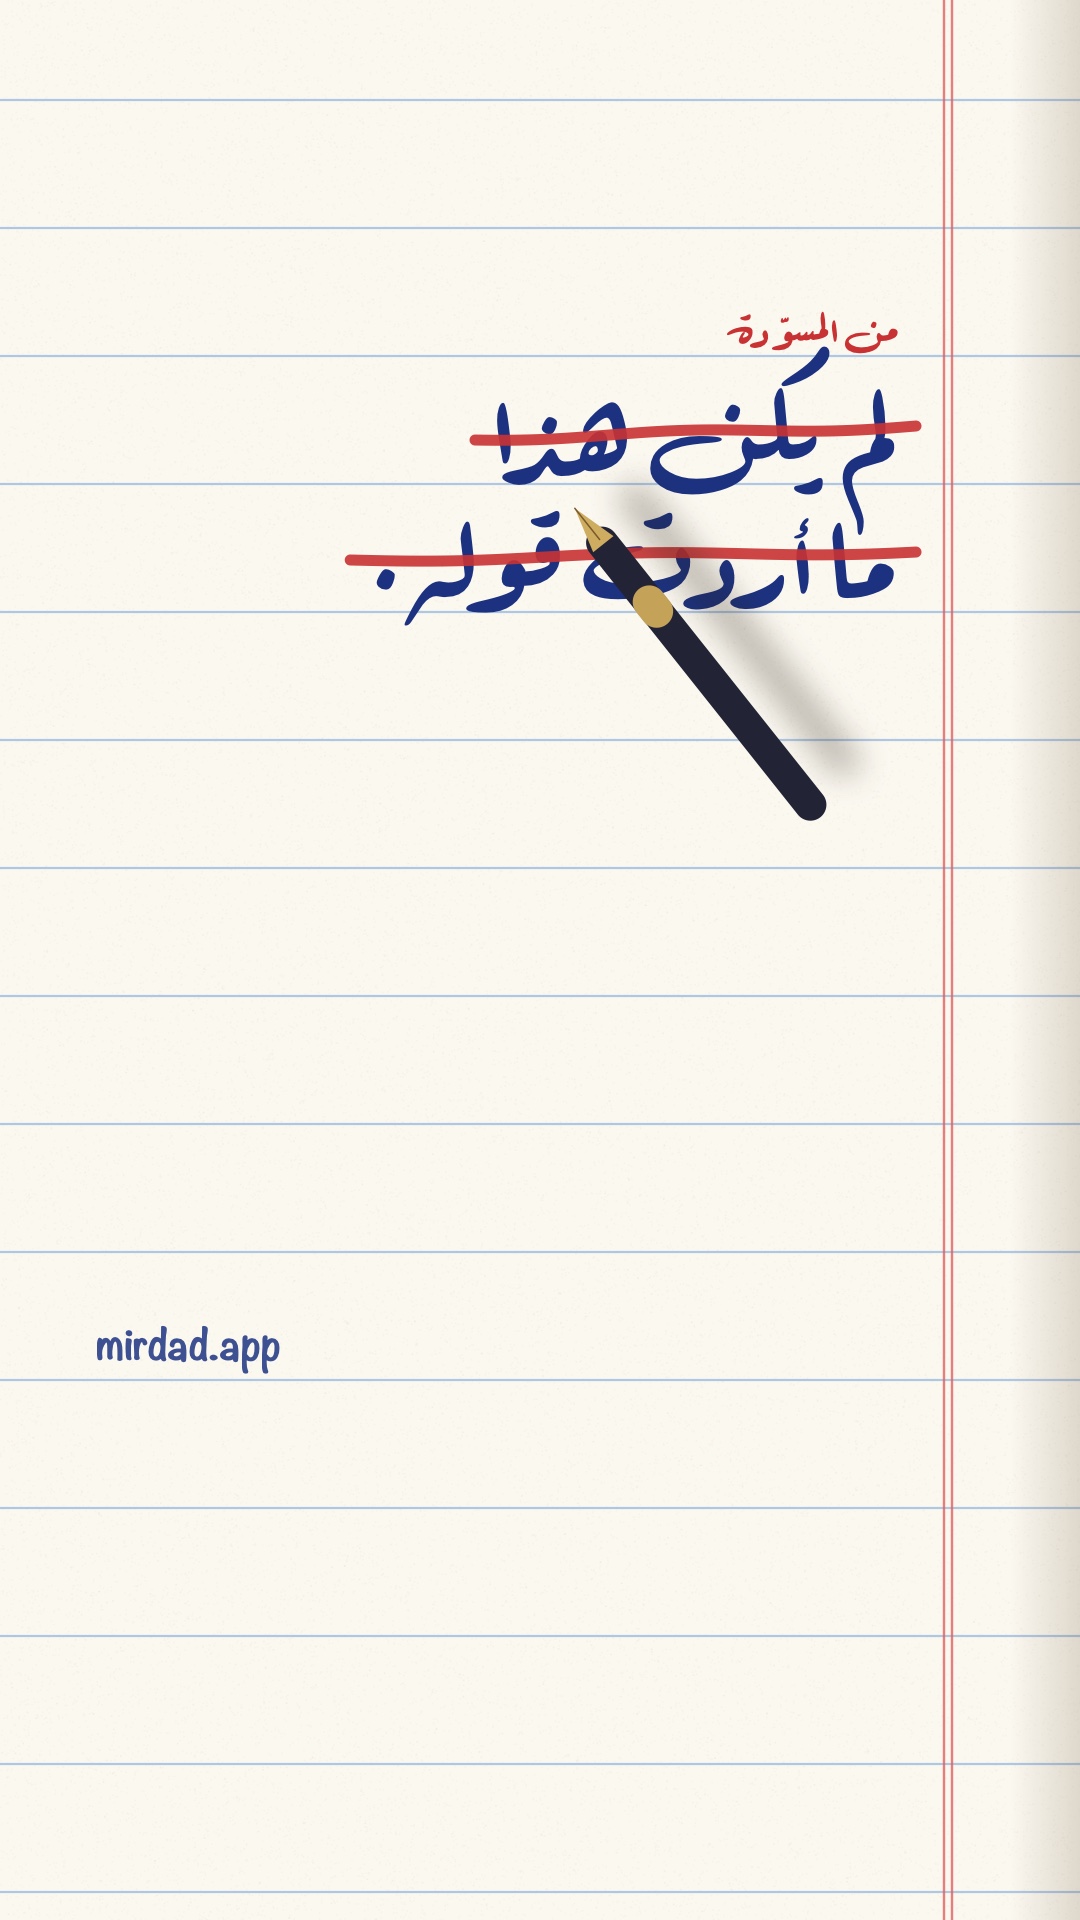 من المسوّدة
لم يكن هذا
ما أردتُ قوله.
mirdad.app